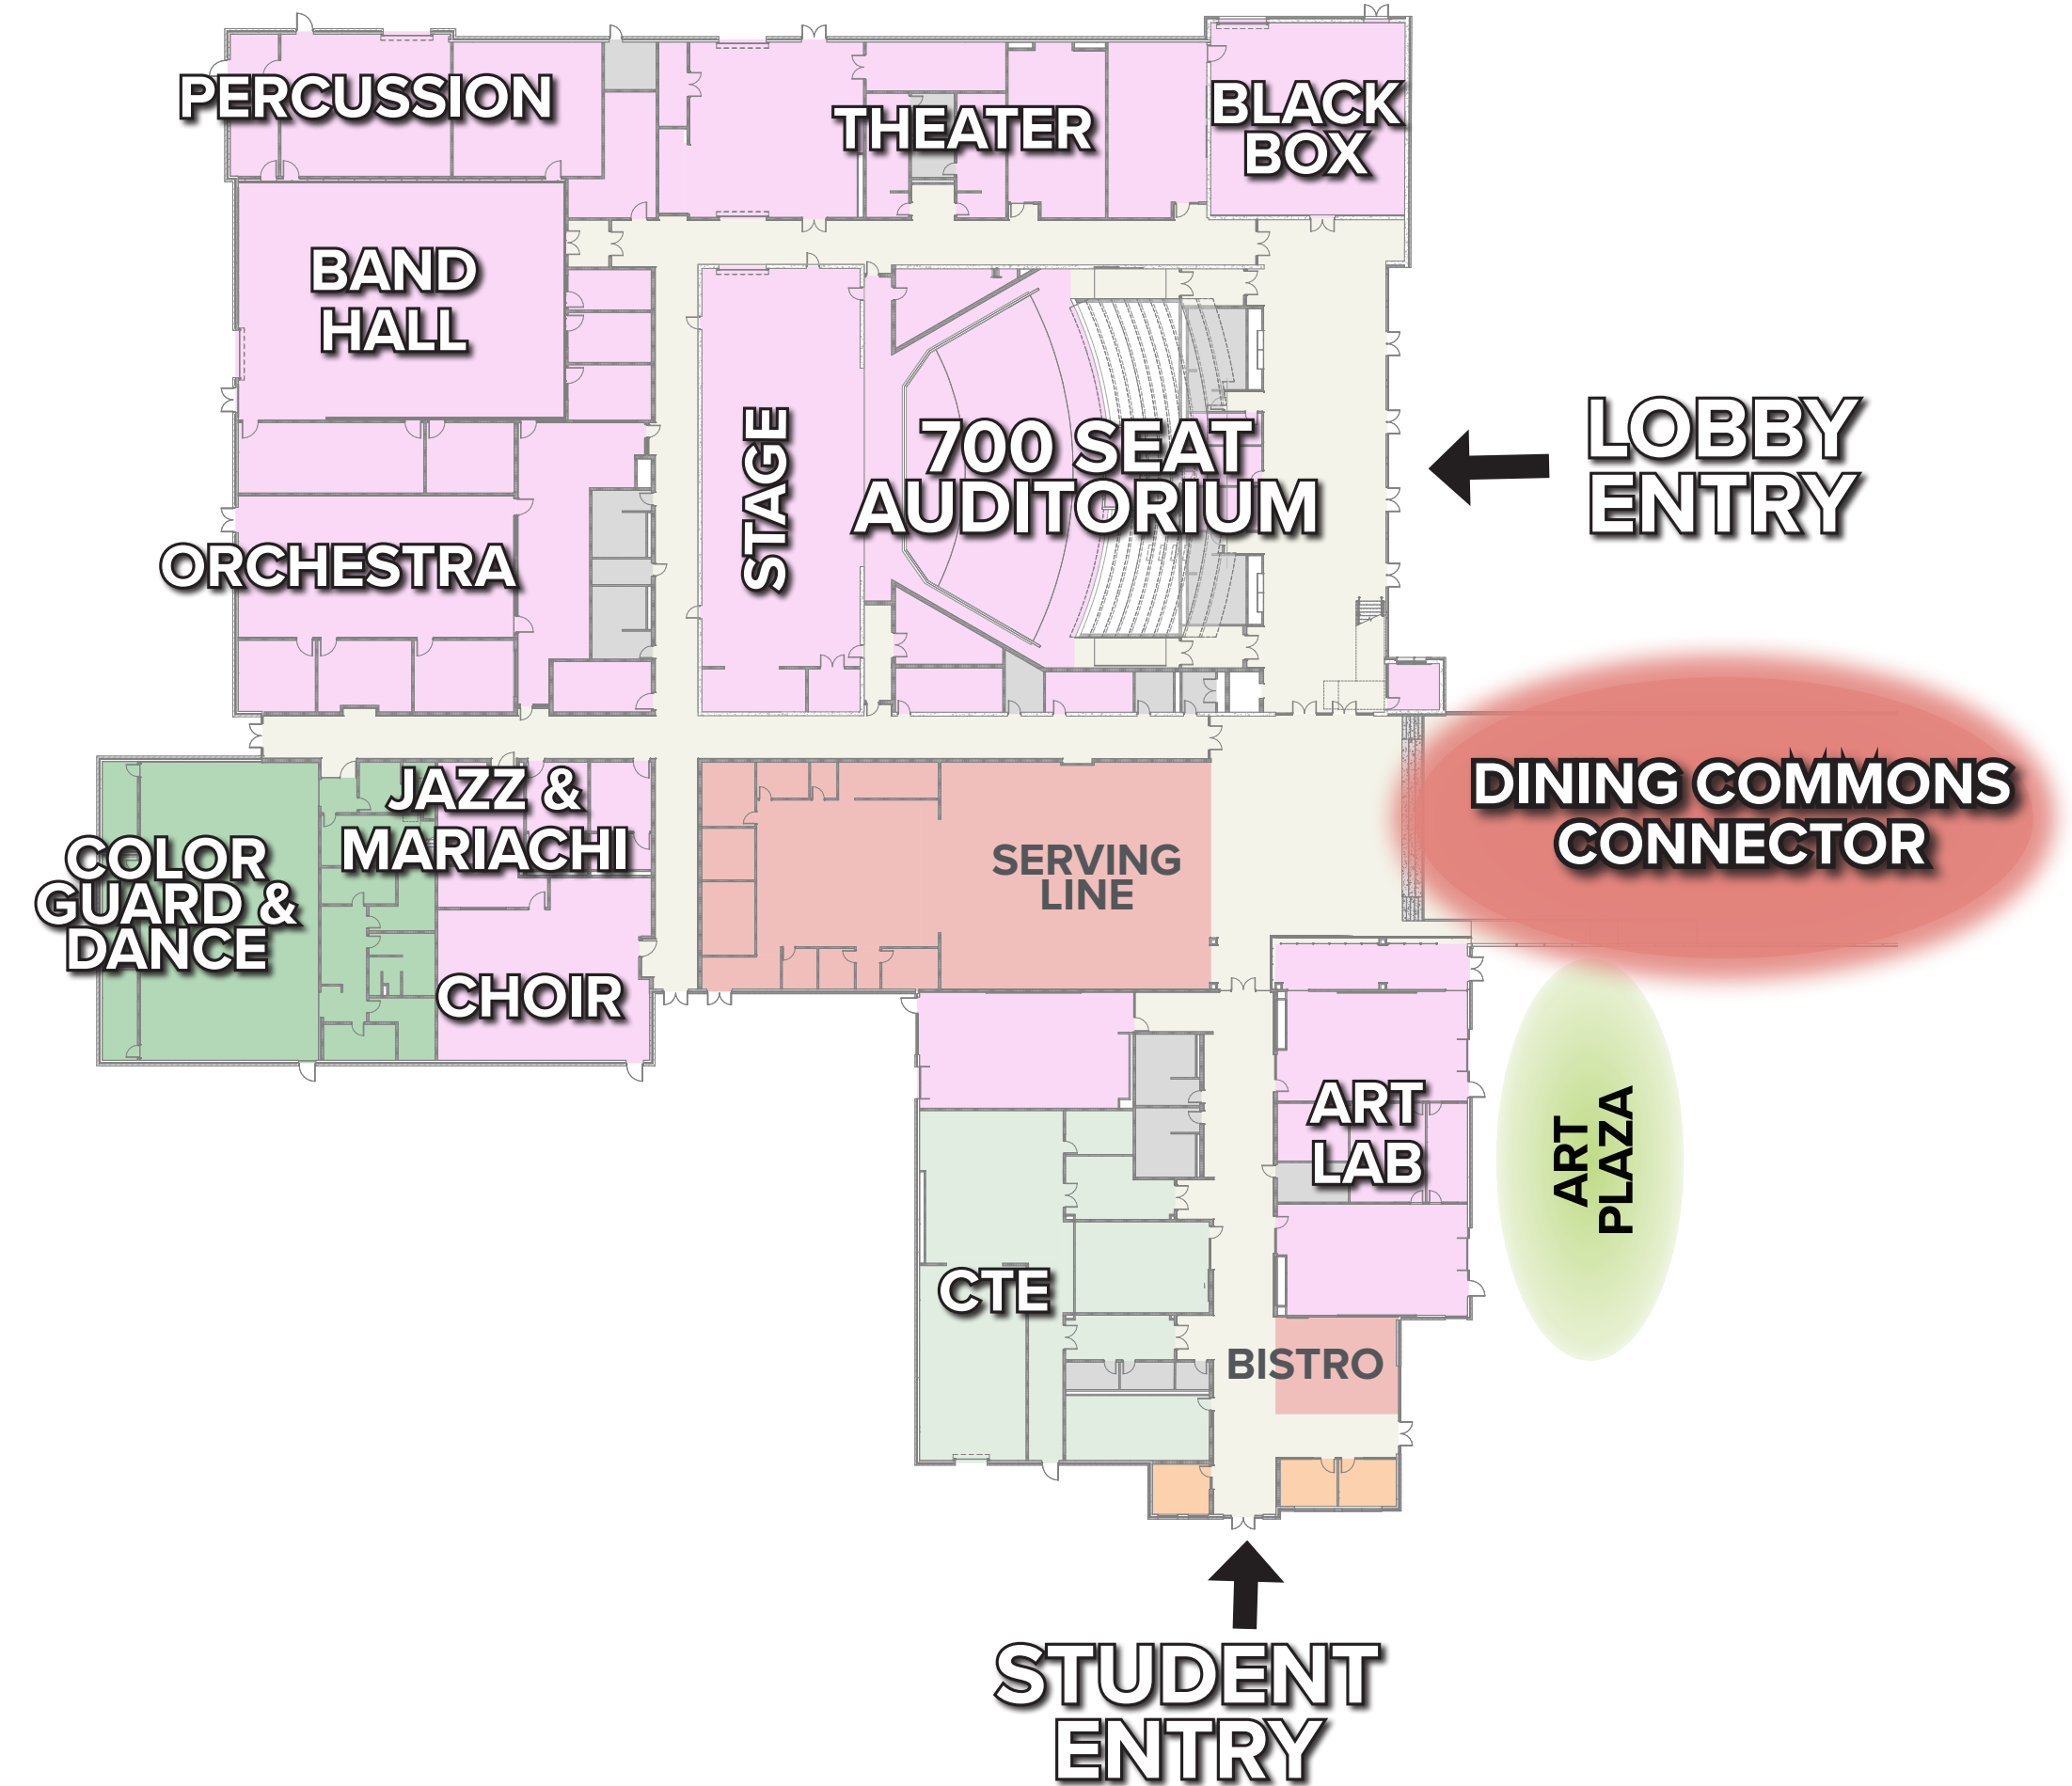 PERCUSSION
THEATER
BLACK
BOX
BAND
HALL
STAGE
700 SEAT
AUDITORIUM
LOBBY
ENTRY
ORCHESTRA
JAZZ &
MARIACHI
COLOR
GUARD &
DANCE
CHOIR
SERVING
LINE
DINING COMMONS
CONNECTOR
ART
LAB
ART
PLAZA
CTE
BISTRO
STUDENT
ENTRY